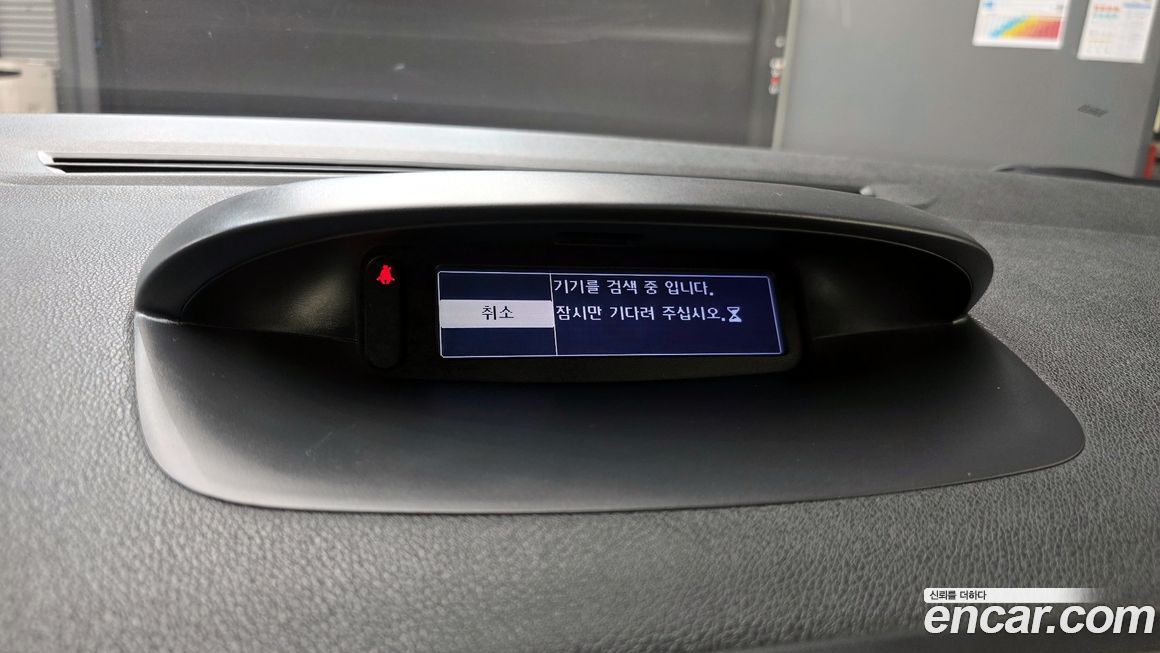 기기를 검색 중 입니다.
취소
잠시만 기다려 주십시오.
신뢰를 더하다
encar.com